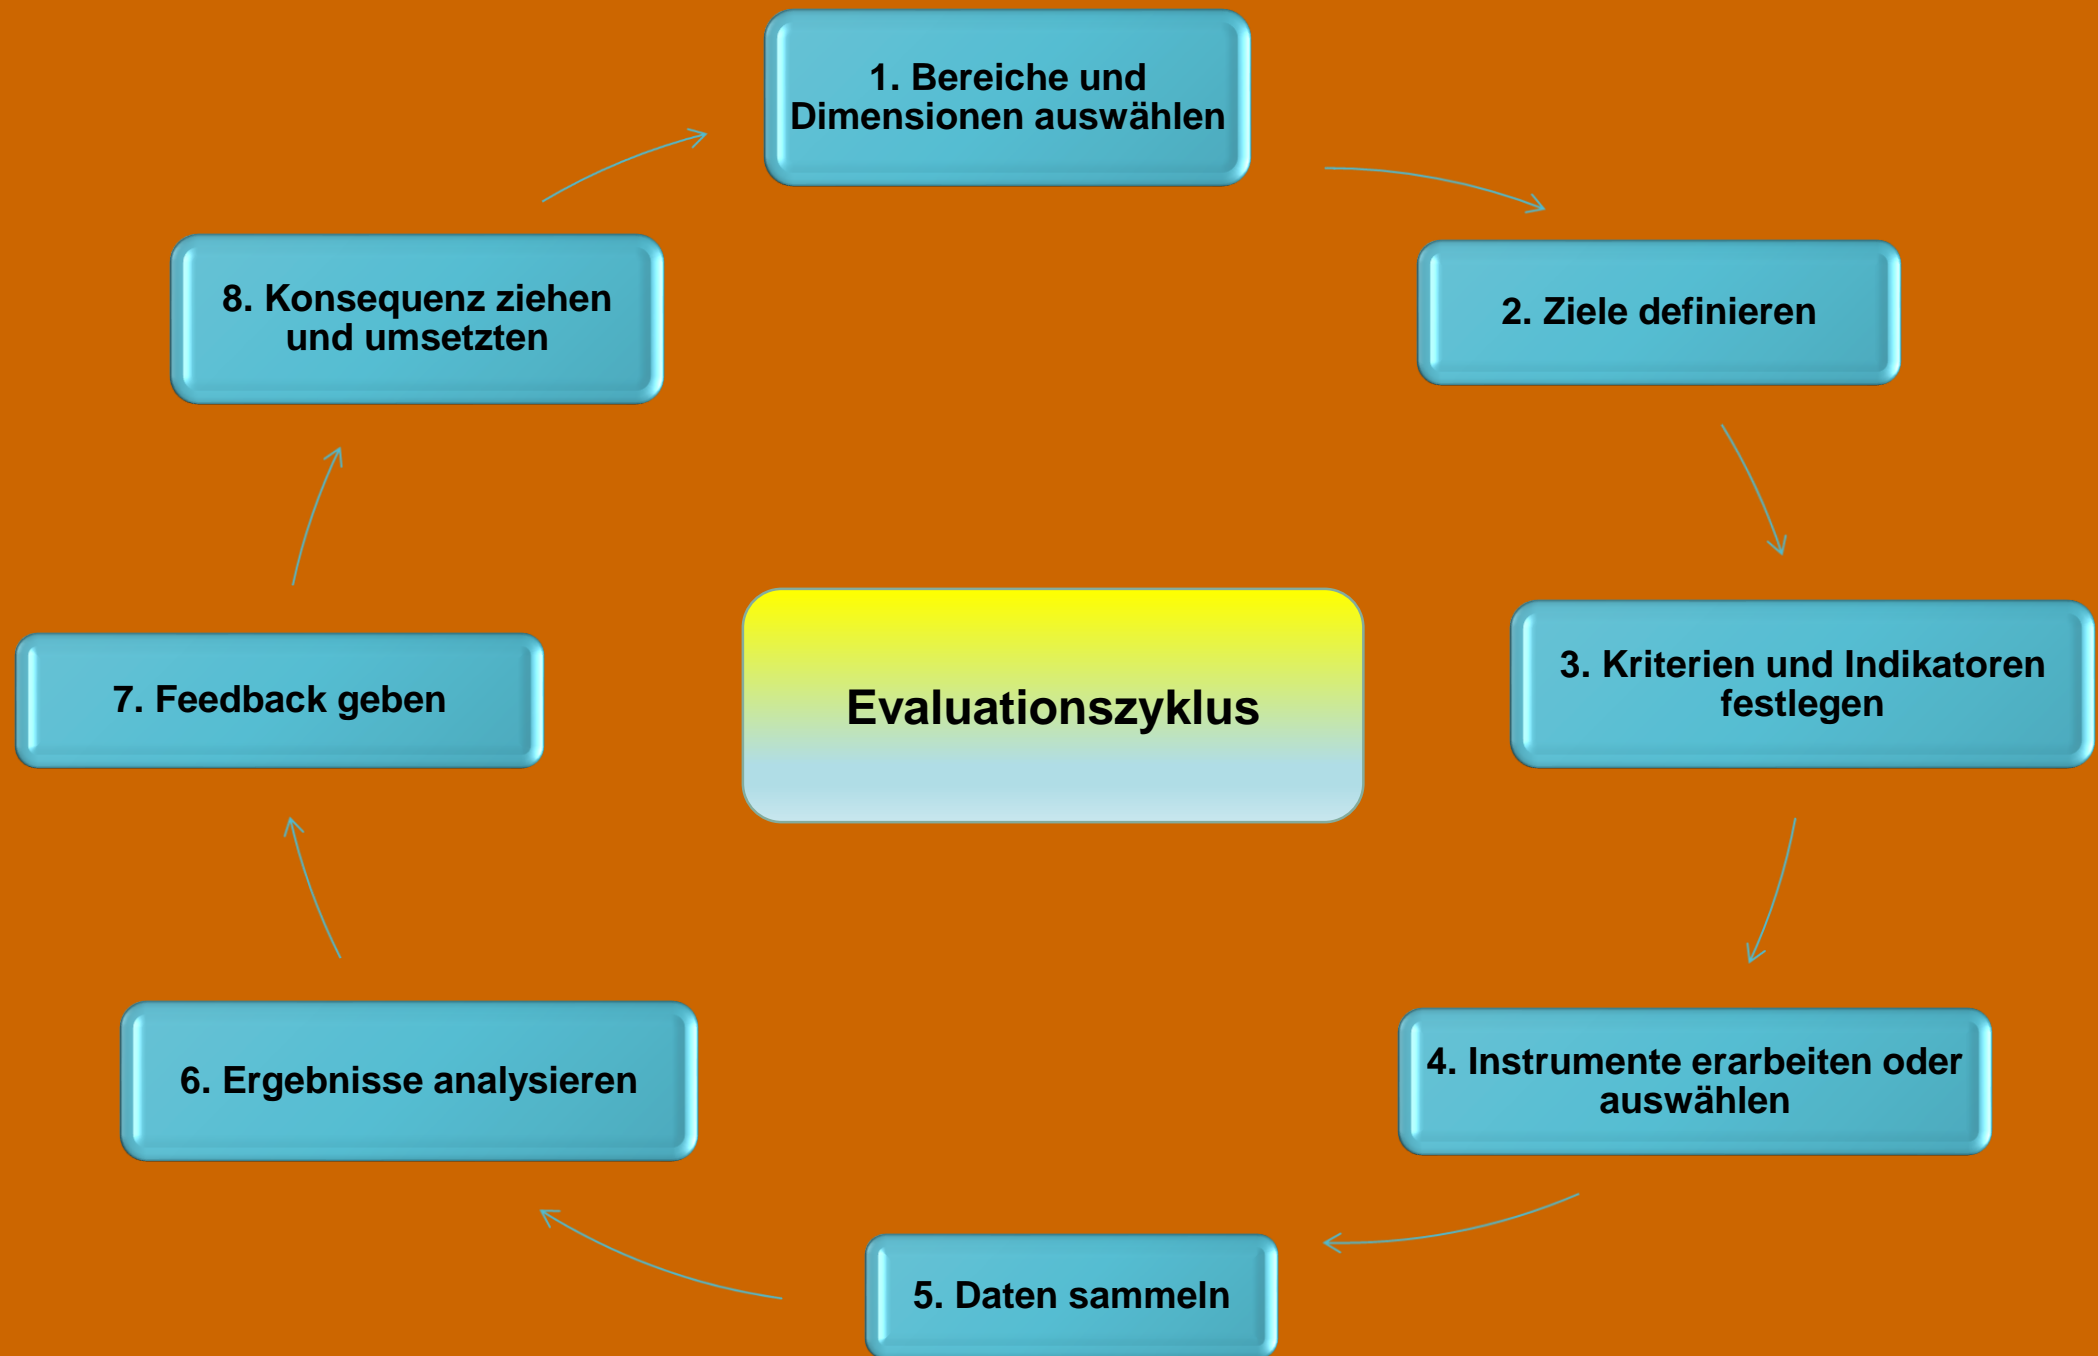 1. Bereiche und
Dimensionen auswählen
2. Ziele definieren
3. Kriterien und Indikatoren
festlegen
4. Instrumente erarbeiten oder
auswählen
5. Daten sammeln
6. Ergebnisse analysieren
7. Feedback geben
8. Konsequenz ziehen
und umsetzten
Evaluationszyklus